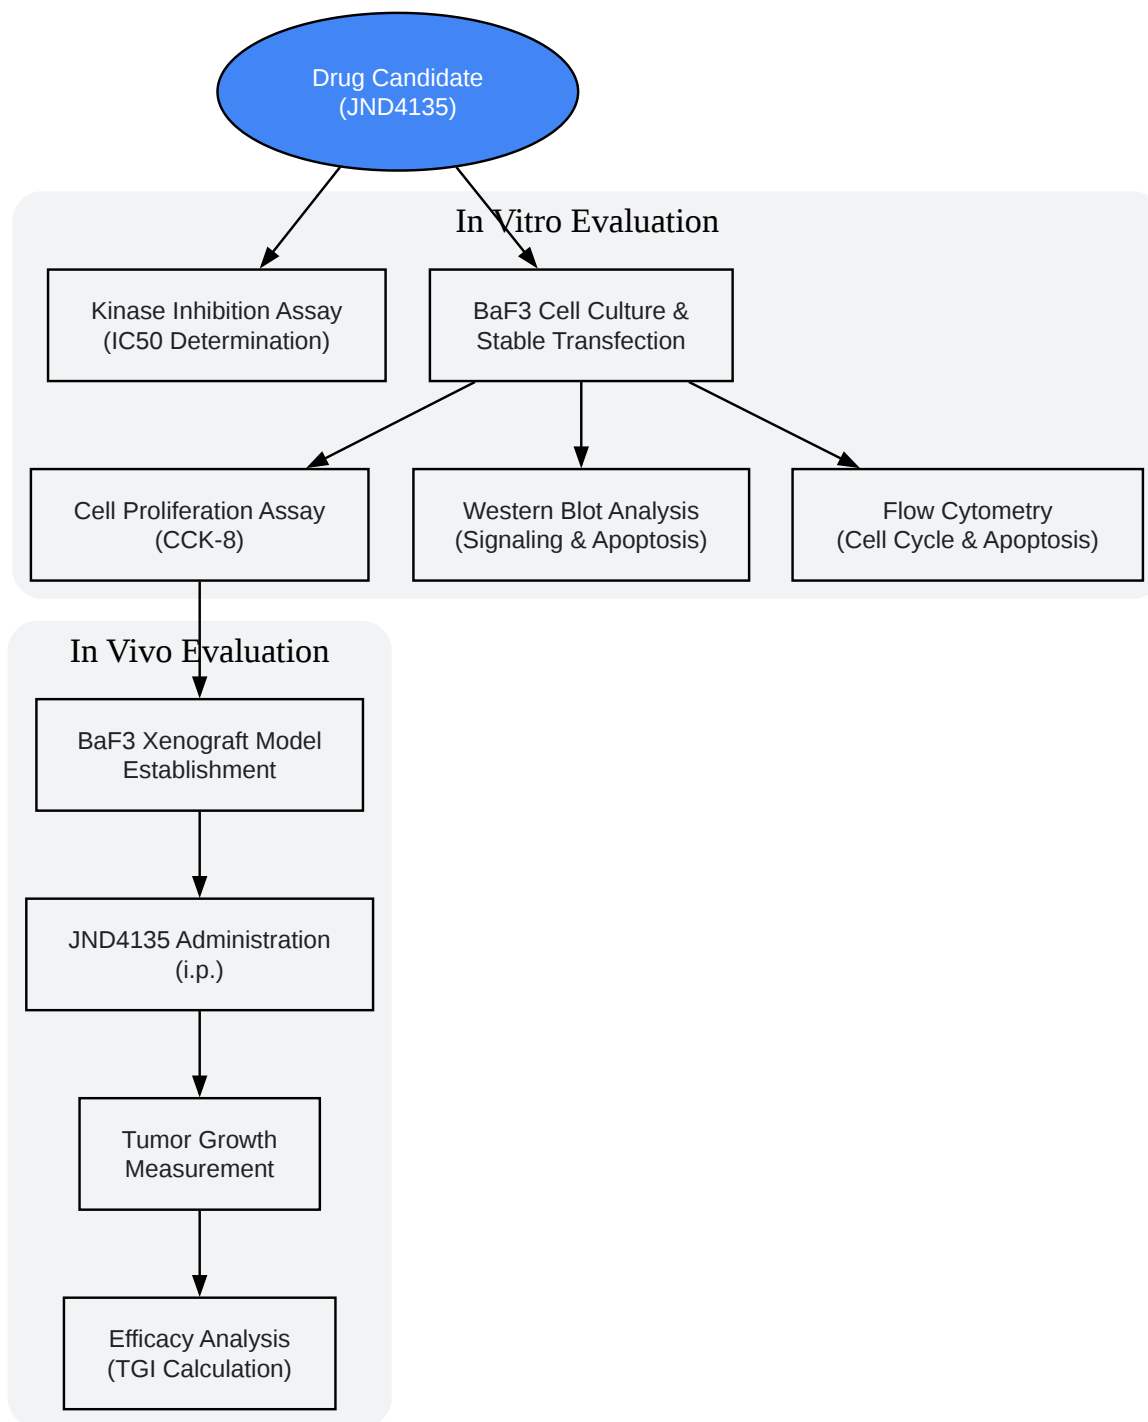 Drug Candidate
(JND4135)
In Vitro Evaluation
Kinase Inhibition Assay
(IC50 Determination)
BaF3 Cell Culture &
Stable Transfection
Cell Proliferation Assay
(CCK-8)
Western Blot Analysis
(Signaling & Apoptosis)
Flow Cytometry
(Cell Cycle & Apoptosis)
In Vivo Evaluation
BaF3 Xenograft Model
Establishment
JND4135 Administration
(i.p.)
Tumor Growth
Measurement
Efficacy Analysis
(TGI Calculation)